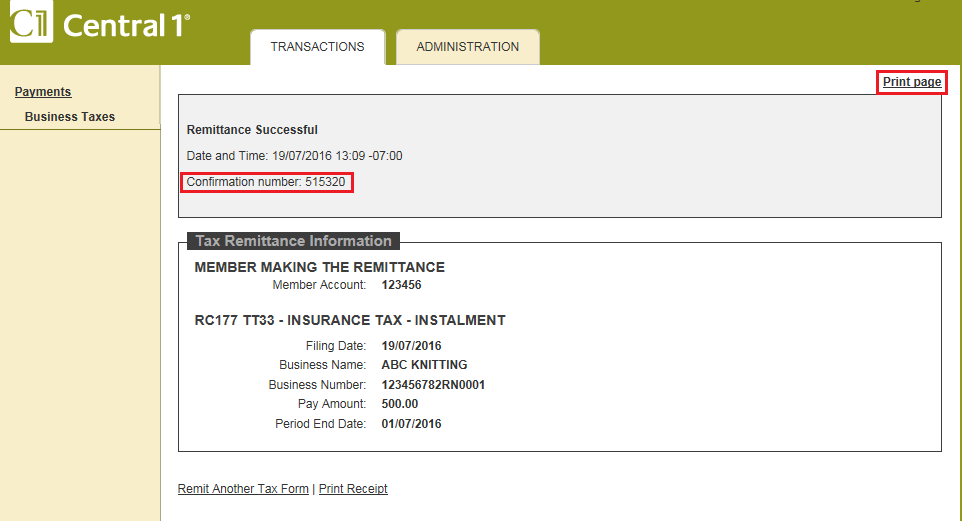 C1 Central 1®
TRANSACTIONS
ADMINISTRATION
Payments
Business Taxes
Print page
Remittance Successful
Date and Time: 19/07/2016 13:09 -07:00
Confirmation number: 515320
Tax Remittance Information
MEMBER MAKING THE REMITTANCE
Member Account: 123456
RC177 TT33 - INSURANCE TAX - INSTALMENT
Filing Date: 19/07/2016
Business Name: ABC KNITTING
Business Number: 123456782RN0001
Pay Amount: 500.00
Period End Date: 01/07/2016
Remit Another Tax Form | Print Receipt